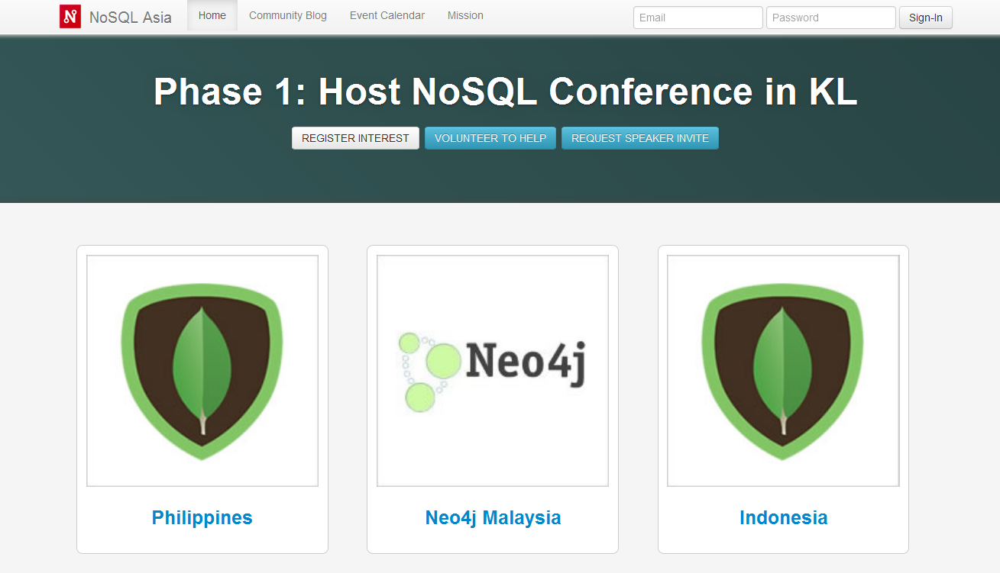 NoSQL Asia Home Community Blog Event Calendar Mission Email Password Sign-In
Phase 1: Host NoSQL Conference in KL
REGISTER INTEREST VOLUNTEER TO HELP REQUEST SPEAKER INVITE
Neo4j
Philippines Neo4j Malaysia Indonesia